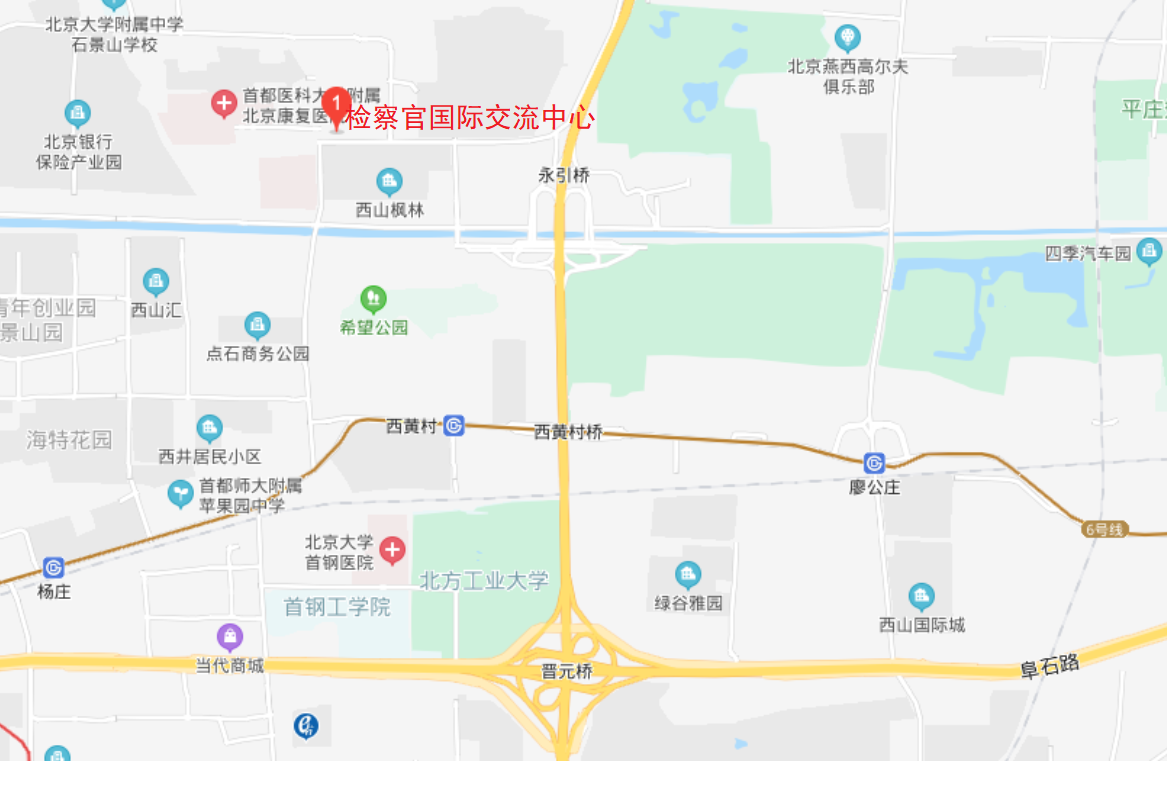 北京大学附属中学
石景山学校
北京燕西高尔夫
俱乐部
首都医科大
附属
北京康复医
1
检察官国际交流中心
平庄
北京银行
保险产业园
永引桥
西山枫林
四季汽车园
青年创业园
景山园
西山汇
希望公园
点石商务公园
西黄村
西黄村桥
海特花园
西井居民小区
廖公庄
首都师大附属
苹果园中学
6号线
北京大学
首钢医院
北方工业大学
杨庄
首钢工学院
绿谷雅园
西山国际城
当代商城
晋元桥
阜石路